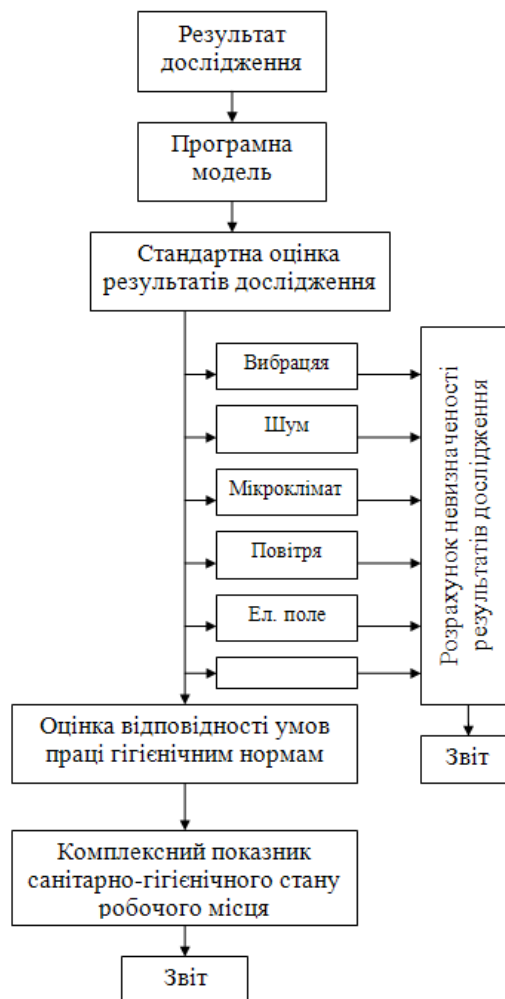 Результат
дослідження
Програмна
модель
Стандартна оцінка
результатів дослідження
Вибрацяя
Шум
Мікроклімат
Повітря
Ел. поле
Розрахунок невизначеності
результатів дослідження
Звіт
Оцінка відповідності умов
праці гігієнічним нормам
Комплексний показник
санітарно-гігієнічного стану
робочого місця
Звіт